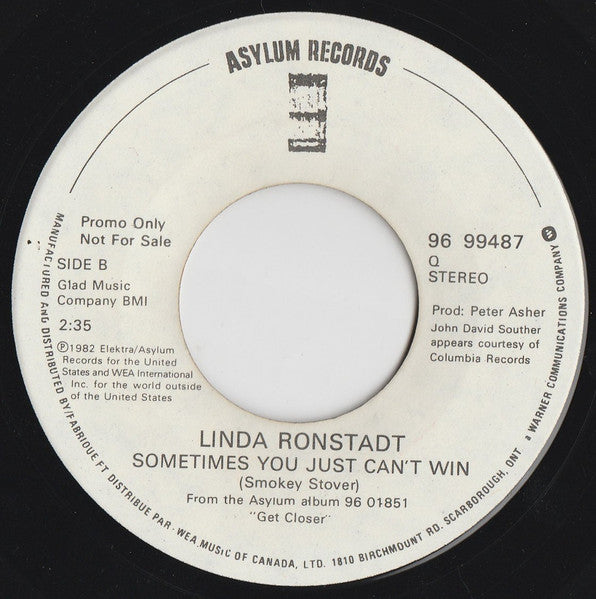 ASYLUM RECORDS
Promo Only
Not For Sale
SIDE B
Glad Music
Company BMI
2:35
℗1982 Elektra/Asylum
Records for the United
States and WEA International
Inc. for the world outside
of the United States
96 99487
Q
STEREO
Prod: Peter Asher
John David Souther
appears courtesy of
Columbia Records
LINDA RONSTADT
SOMETIMES YOU JUST CAN'T WIN
(Smokey Stover)
From the Asylum album 96 01851
"Get Closer"
MANUFACTURED AND DISTRIBUTED BY/FABRIQUE ET DISTRIBUE PAR - WEA MUSIC OF CANADA, LTD. 1810 BIRCHMOUNT RD. SCARBOROUGH, ONT a WARNER COMMUNICATIONS COMPANY